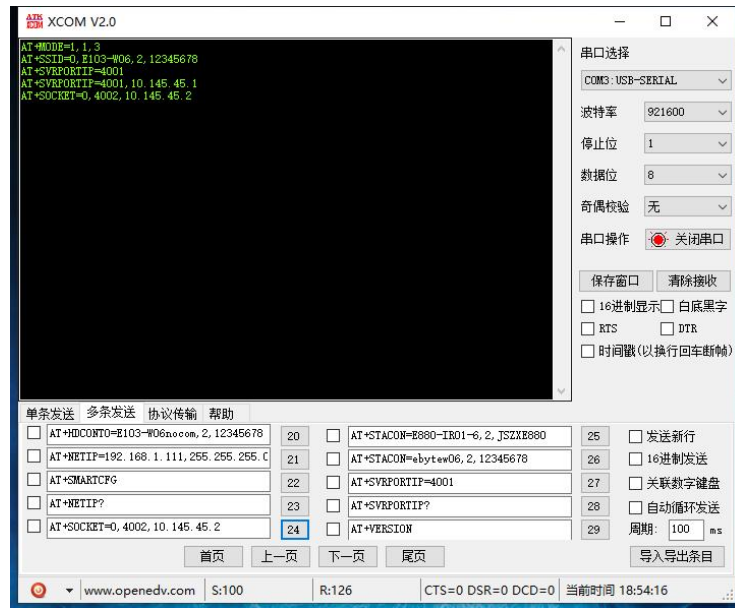 ATK
COM XCOM V2.0
AT+MODE=1,1,3
AT+SSID=0,E103-W06,2,12345678
AT+SVRPORTIP=4001
AT+SVRPORTIP=4001,10.145.45.1
AT+SOCKET=0,4002,10.145.45.2
串口选择
COM3:USB-SERIAL
波特率 921600
停止位 1
数据位 8
奇偶校验 无
串口操作 关闭串口
保存窗口 清除接收
16进制显示 白底黑字
RTS DTR
时间戳(以换行回车断帧)
单条发送 多条发送 协议传输 帮助
AT+HDCONTO=E103-W06nocom,2,12345678 20 AT+STACON=E880-IR01-6,2,JSZXE880 25 发送新行
AT+NETIP=192.168.1.111,255.255.255.0 21 AT+STACON=ebytew06,2,12345678 26 16进制发送
AT+SMARTCFG 22 AT+SVRPORTIP=4001 27 关联数字键盘
AT+NETIP? 23 AT+SVRPORTIP? 28 自动循环发送
AT+SOCKET=0,4002,10.145.45.2 24 AT+VERSION 29 周期: 100 ms
首页 上一页 下一页 尾页 导入导出条目
www.openedv.com S:100 R:126 CTS=0 DSR=0 DCD=0 当前时间 18:54:16